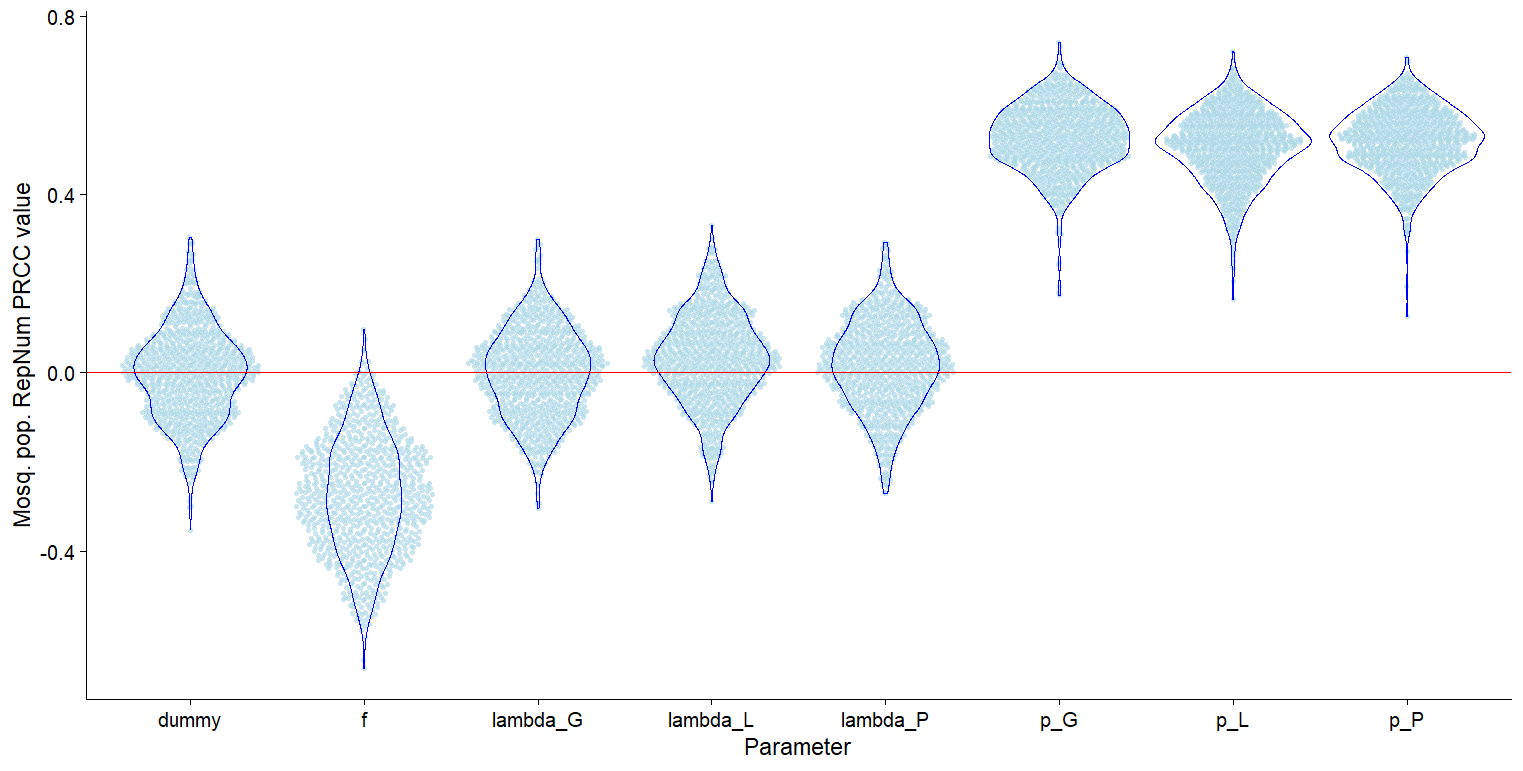 Mosq. pop. RepNum PRCC value
0.8
0.4
0.0
-0.4
dummy f lambda_G lambda_L lambda_P p_G p_L p_P
Parameter